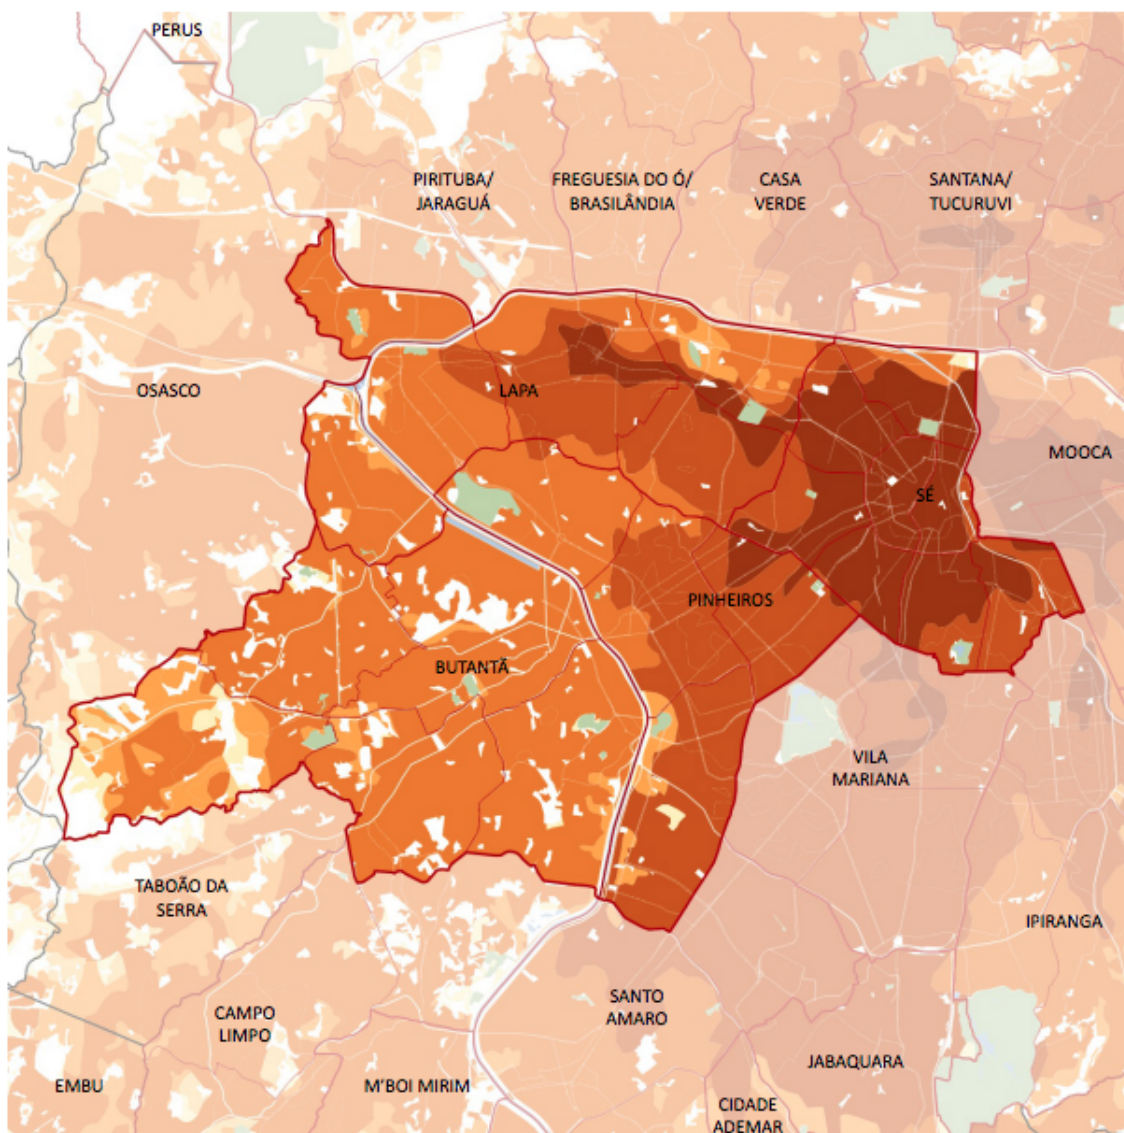 PERUS
PIRITUBA/
JARAGUÁ
FREGUESIA DO Ó/
BRASILÂNDIA
CASA
VERDE
SANTANA/
TUCURUVI
OSASCO
LAPA
MOOCA
SÉ
PINHEIROS
BUTANTÃ
VILA
MARIANA
TABOÃO DA
SERRA
IPIRANGA
CAMPO
LIMPO
SANTO
AMARO
JABAQUARA
EMBU
M'BOI MIRIM
CIDADE
ADEMAR